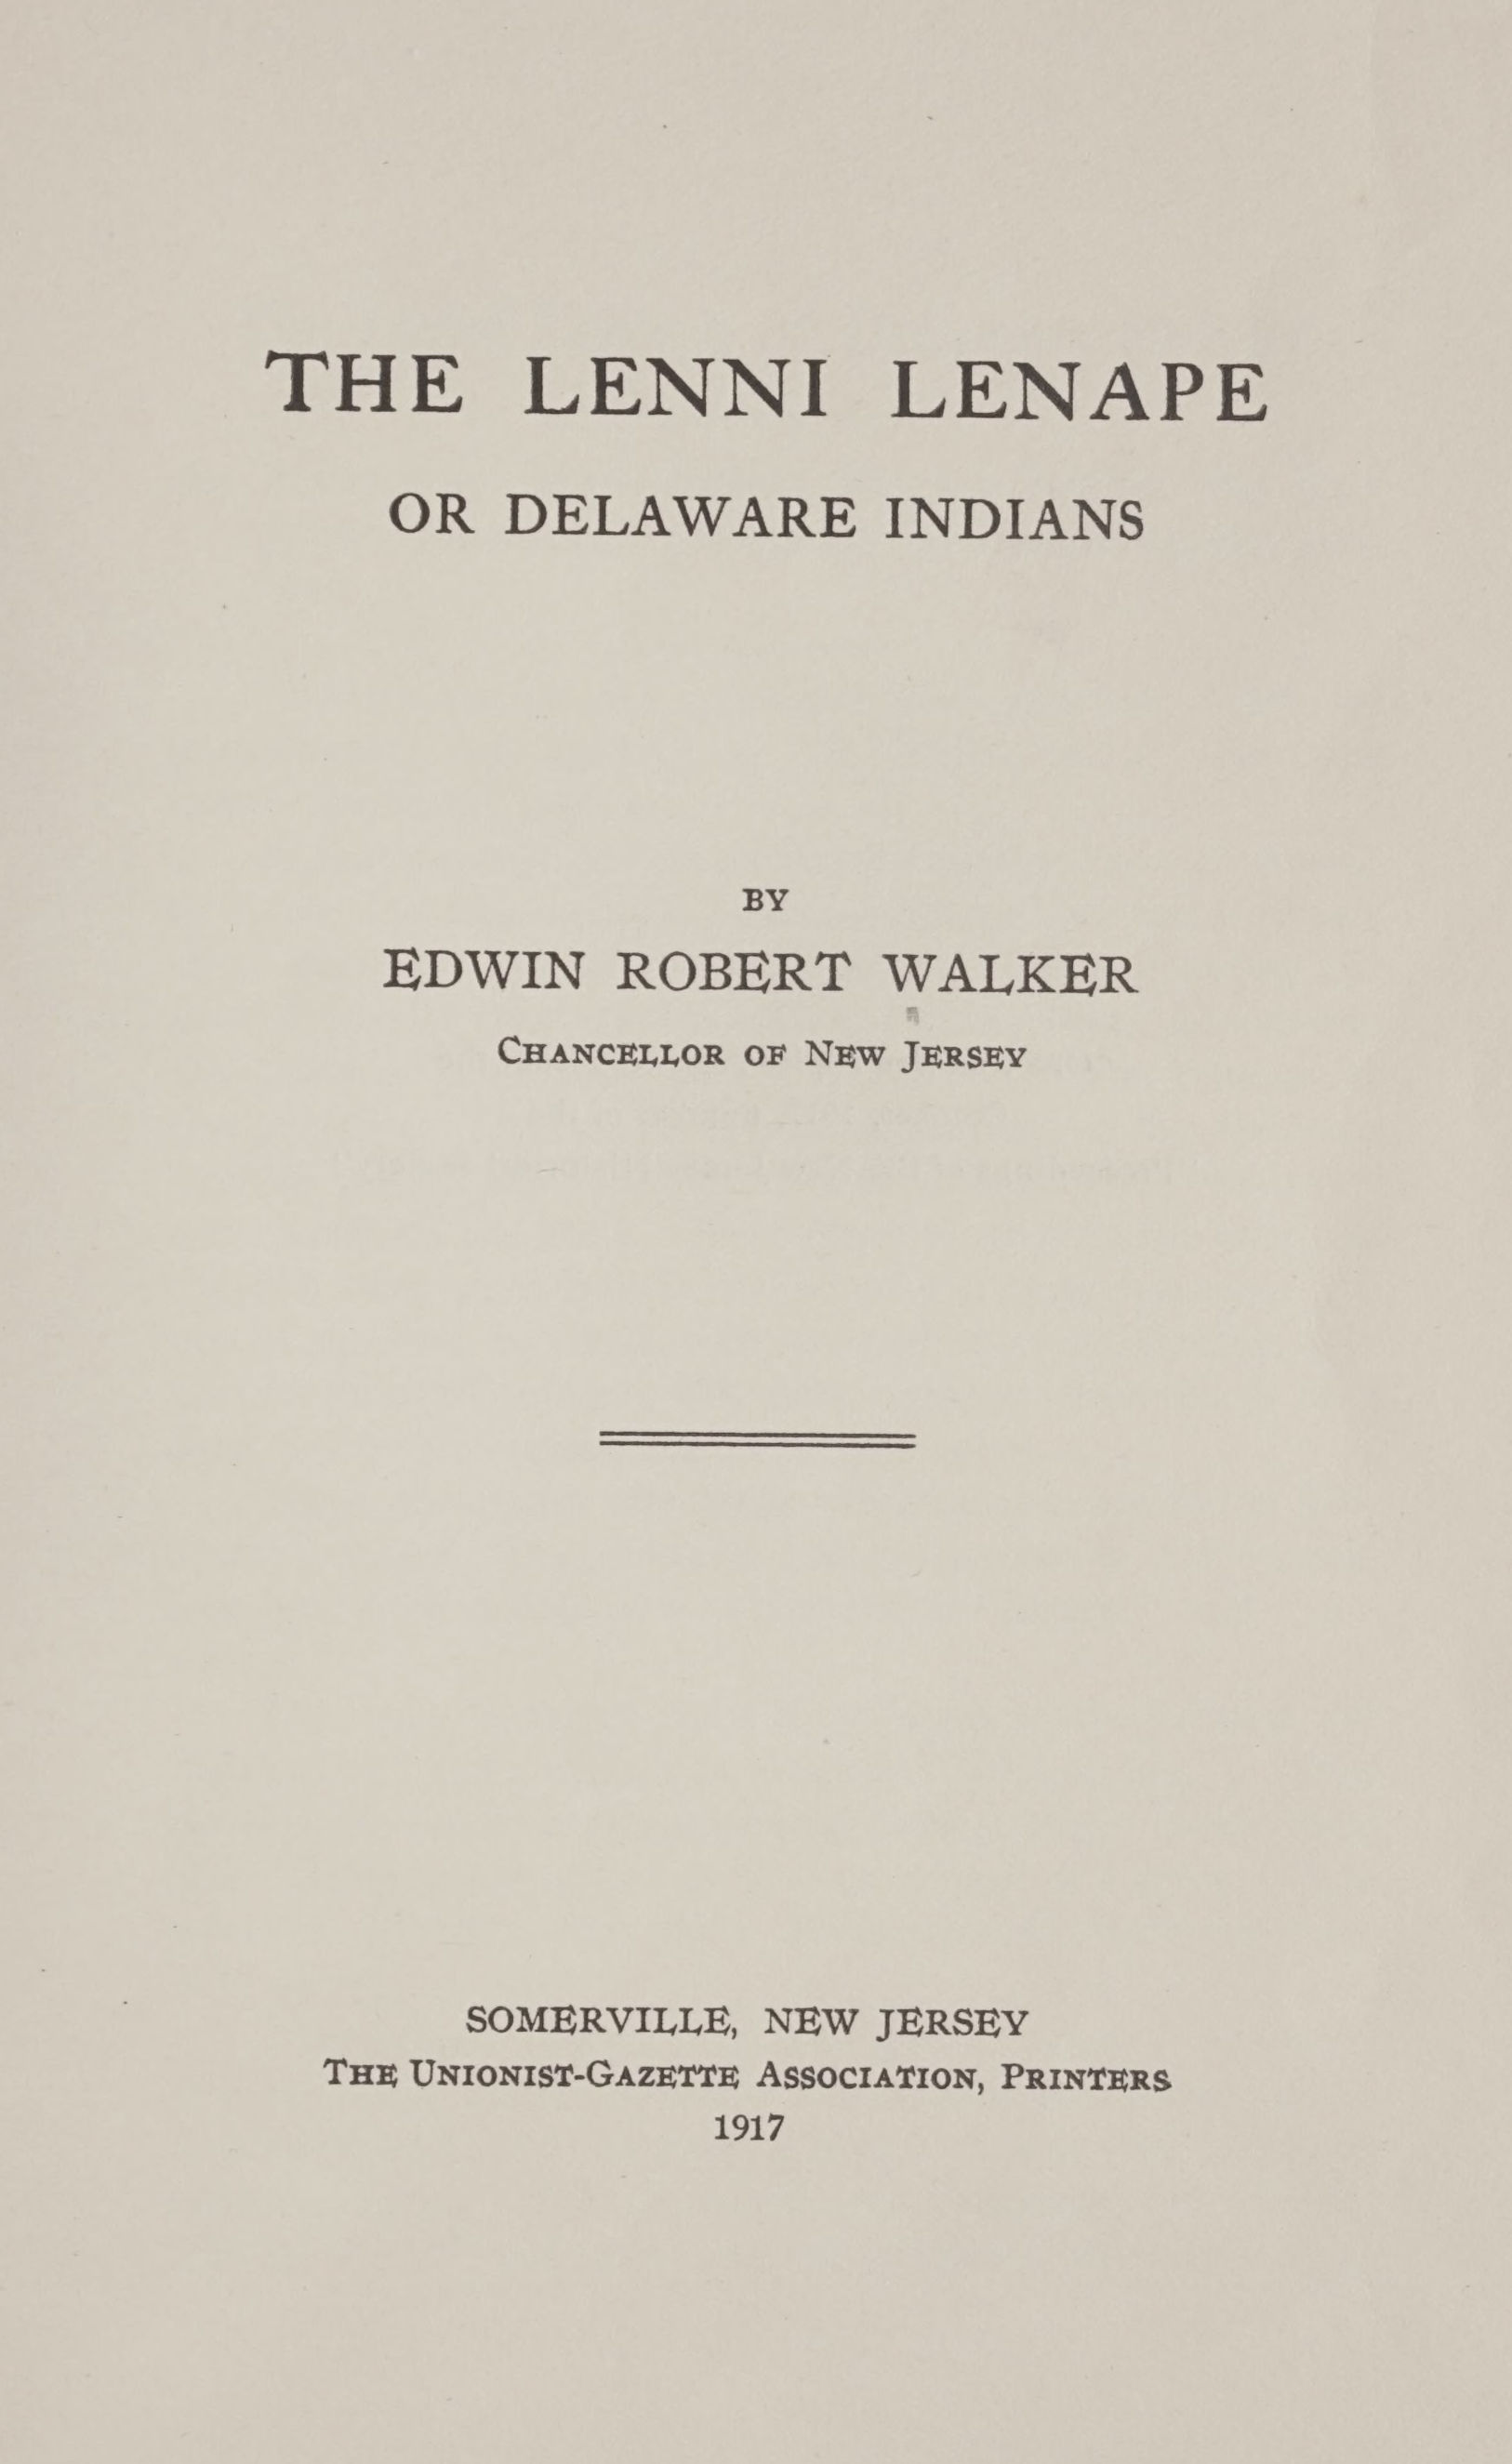 THE LENNI LENAPE
OR DELAWARE INDIANS
BY
EDWIN ROBERT WALKER
CHANCELLOR OF NEW JERSEY
SOMERVILLE, NEW JERSEY
THE UNIONIST-GAZETTE ASSOCIATION, PRINTERS
1917